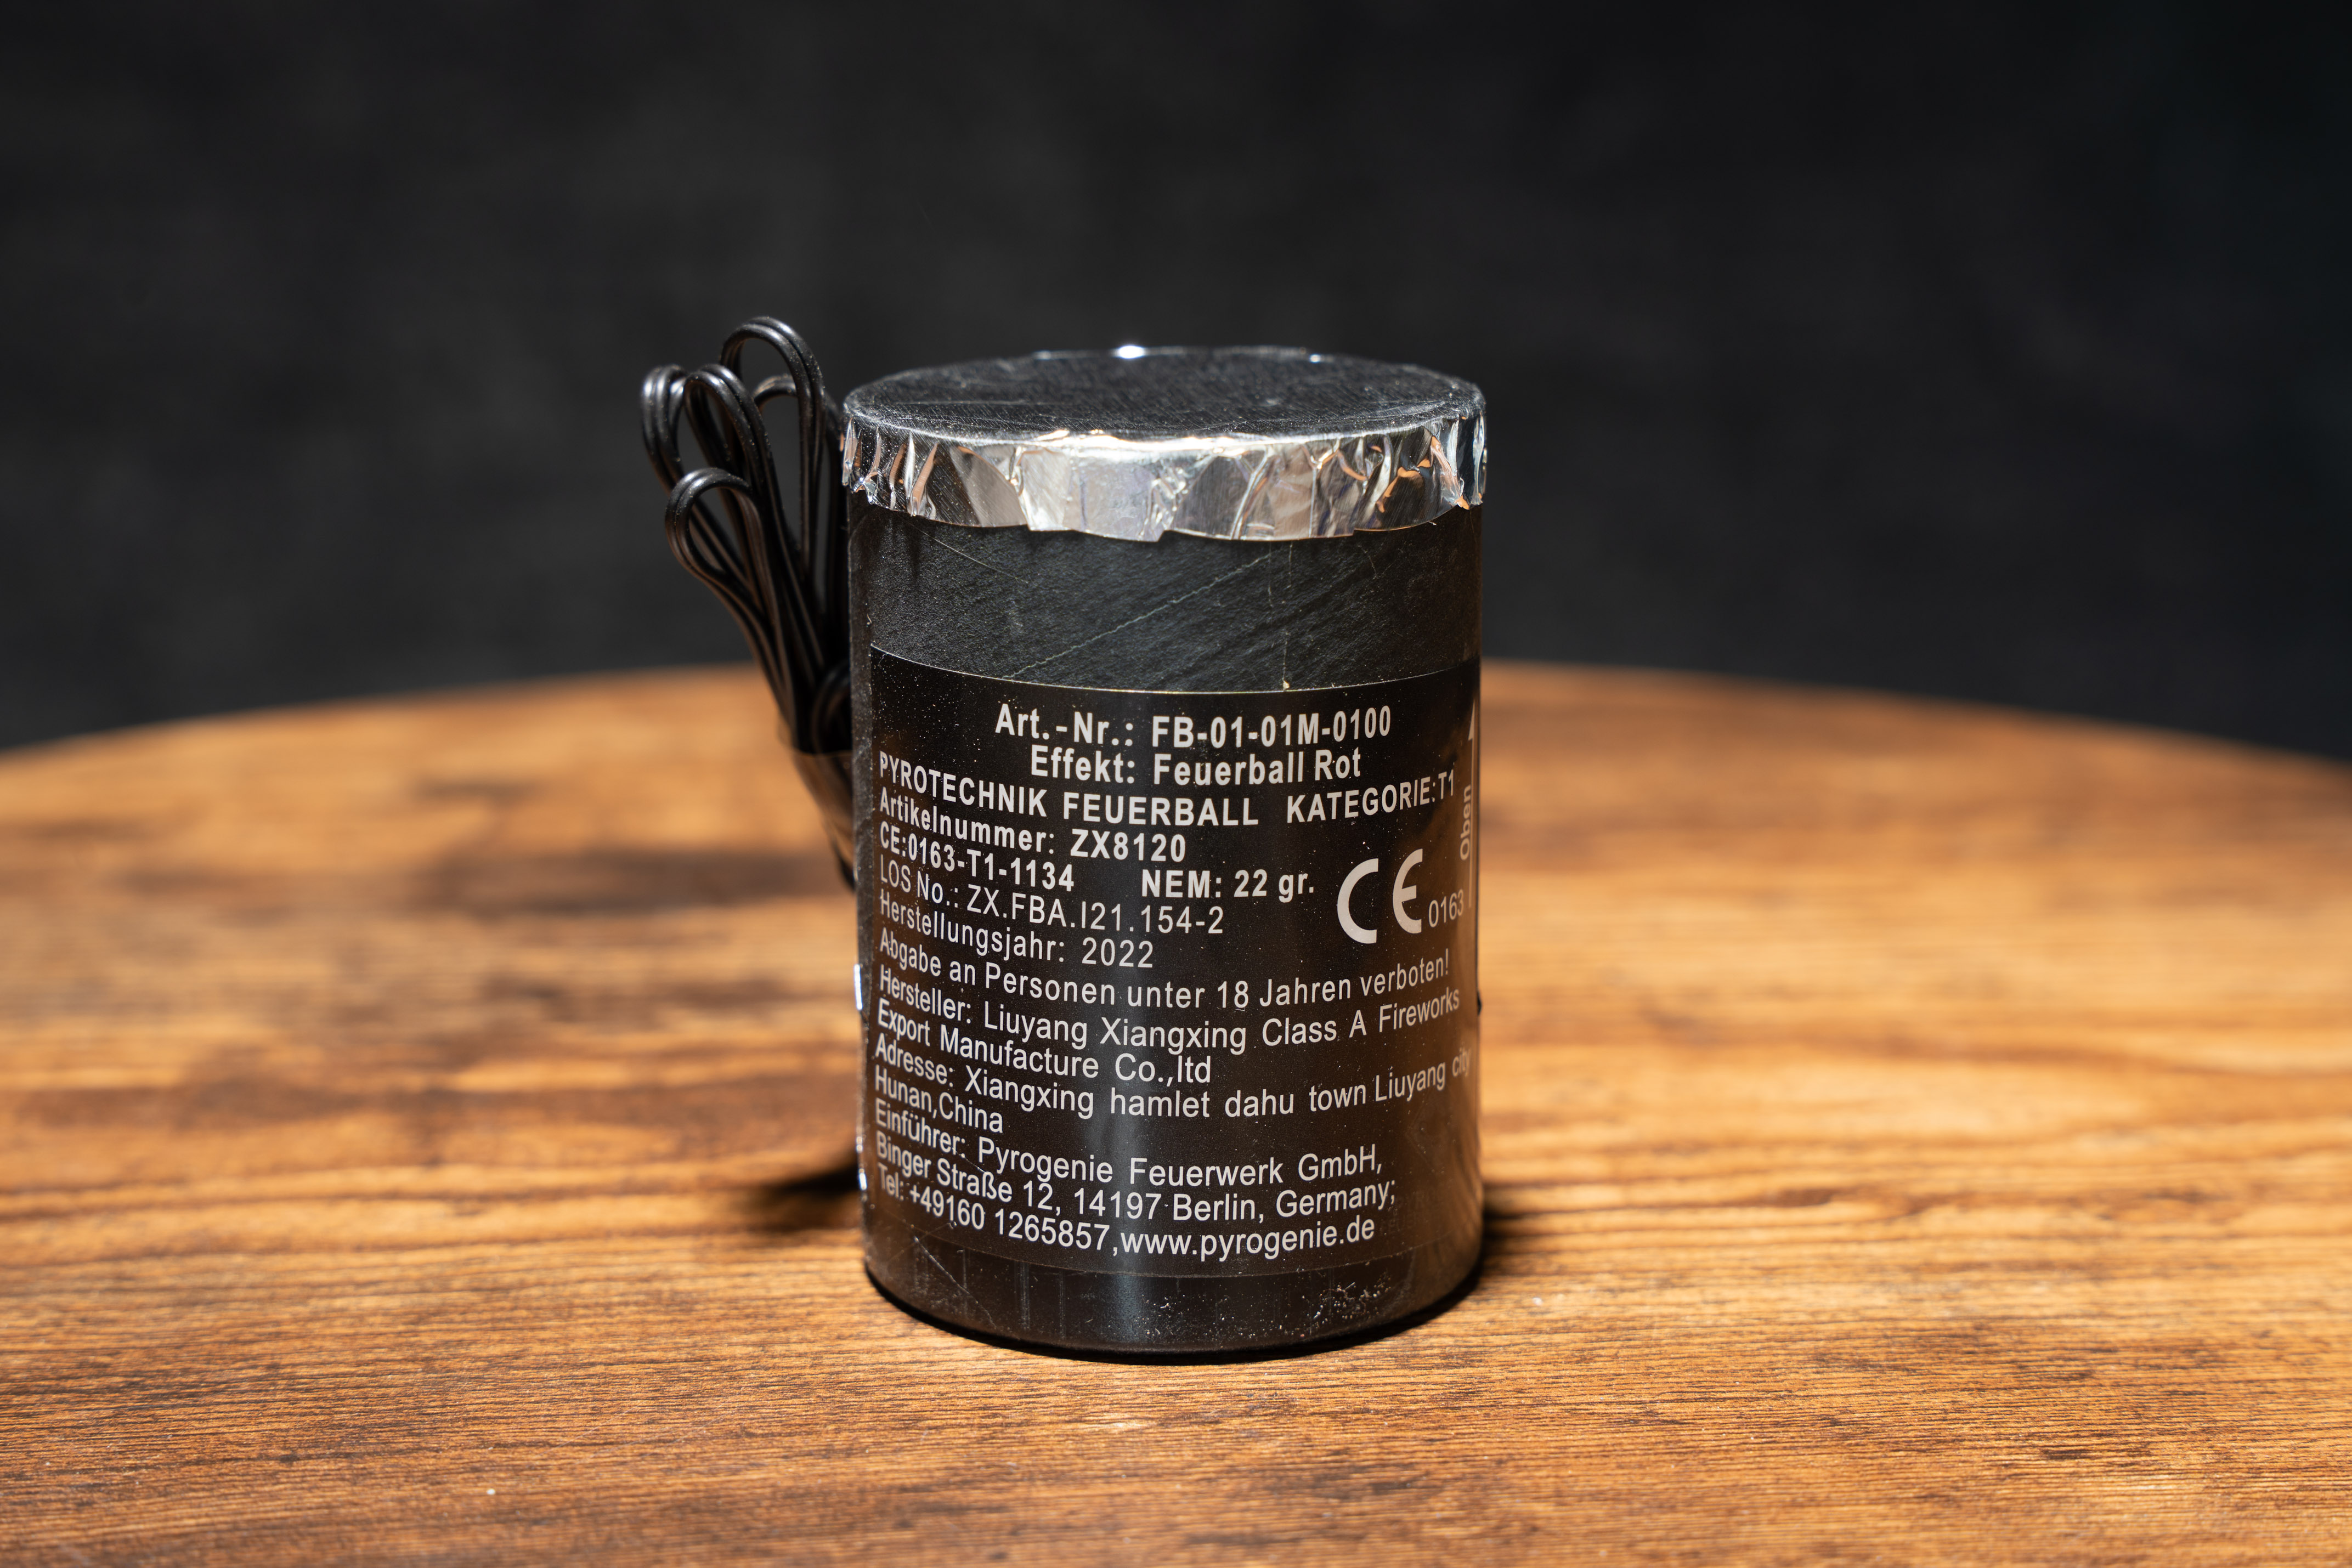 Art.-Nr.: FB-01-01M-0100
Effekt: Feuerball Rot
PYROTECHNIK FEUERBALL KATEGORIE:T1
Artikelnummer: ZX8120
CE:0163-T1-1134 NEM: 22 gr.
LOS No.: ZX.FBA.I21.154-2
CE 0163
Oben
Herstellungsjahr: 2022
Abgabe an Personen unter 18 Jahren verboten!
Hersteller: Liuyang Xiangxing Class A Fireworks
Export Manufacture Co.,ltd
Adresse: Xiangxing hamlet dahu town Liuyang city
Hunan,China
Einführer: Pyrogenie Feuerwerk GmbH,
Binger Straße 12, 14197 Berlin, Germany;
Tel: +49160 1265857,www.pyrogenie.de